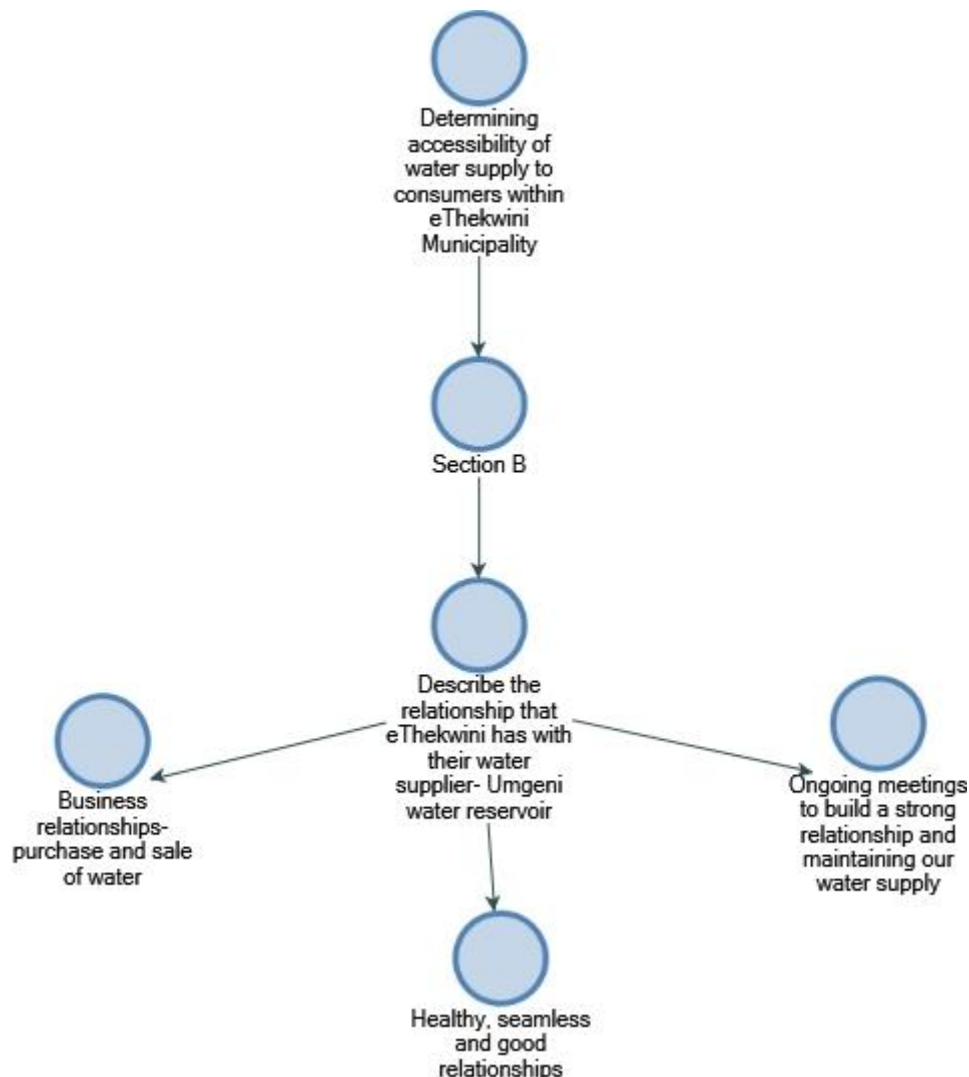 Determining
accessibility of
water supply to
consumers within
eThekwini
Municipality
Section B
Describe the
relationship that
eThekwini has with
their water
supplier- Umgeni
water reservoir
Business
relationships-
purchase and sale
of water
Ongoing meetings
to build a strong
relationship and
maintaining our
water supply
Healthy, seamless
and good
relationships